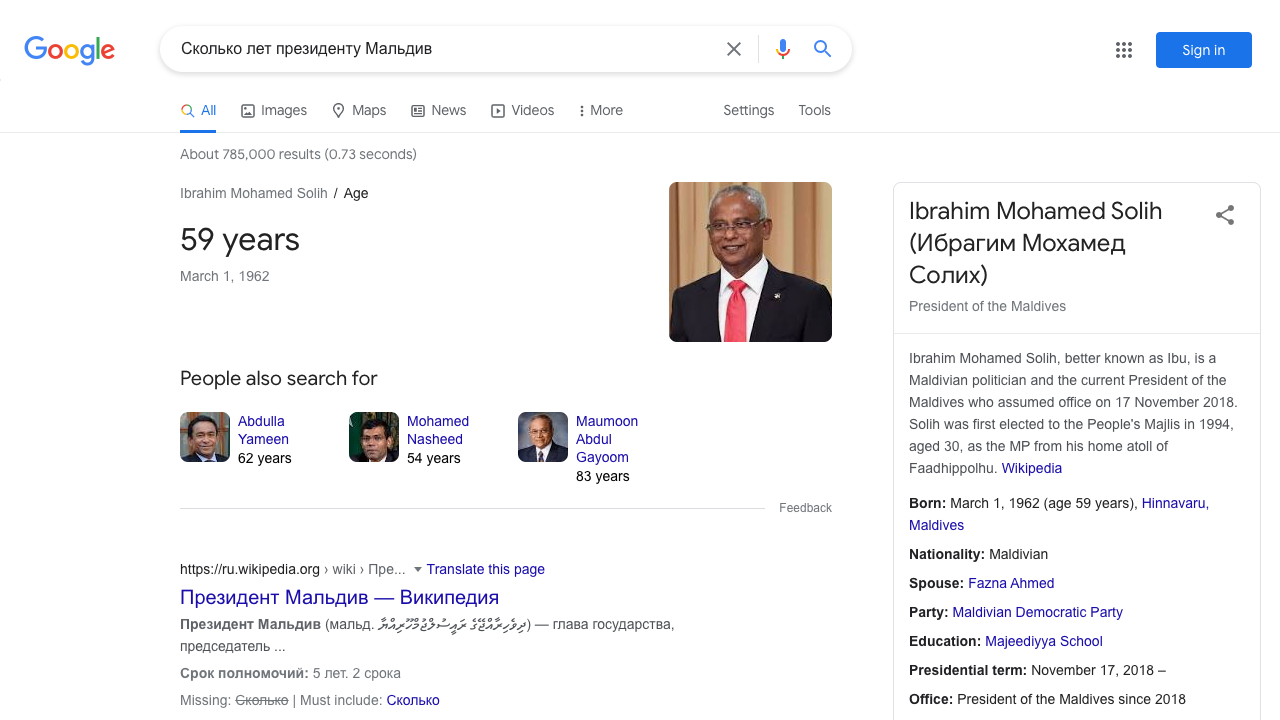 Google
Сколько лет президенту Мальдив
Sign in
All
Images
Maps
News
Videos
More
Settings
Tools
About 785,000 results (0.73 seconds)
Ibrahim Mohamed Solih / Age
59 years
March 1, 1962
People also search for
Abdulla
Yameen
62 years
Mohamed
Nasheed
54 years
Maumoon
Abdul
Gayoom
83 years
Feedback
https://ru.wikipedia.org › wiki › Пре... Translate this page
Президент Мальдив — Википедия
Президент Мальдив (мальд. ދިވެހިރާއްޖޭގެ ރައީސުލްޖުމްހޫރިއްޔާ) — глава государства,
председатель ...
Срок полномочий: 5 лет. 2 срока
Missing: Сколько | Must include: Сколько
Ibrahim Mohamed Solih
(Ибрагим Мохамед
Солих)
President of the Maldives
Ibrahim Mohamed Solih, better known as Ibu, is a
Maldivian politician and the current President of the
Maldives who assumed office on 17 November 2018.
Solih was first elected to the People's Majlis in 1994,
aged 30, as the MP from his home atoll of
Faadhippolhu. Wikipedia
Born: March 1, 1962 (age 59 years), Hinnavaru,
Maldives
Nationality: Maldivian
Spouse: Fazna Ahmed
Party: Maldivian Democratic Party
Education: Majeediyya School
Presidential term: November 17, 2018 –
Office: President of the Maldives since 2018